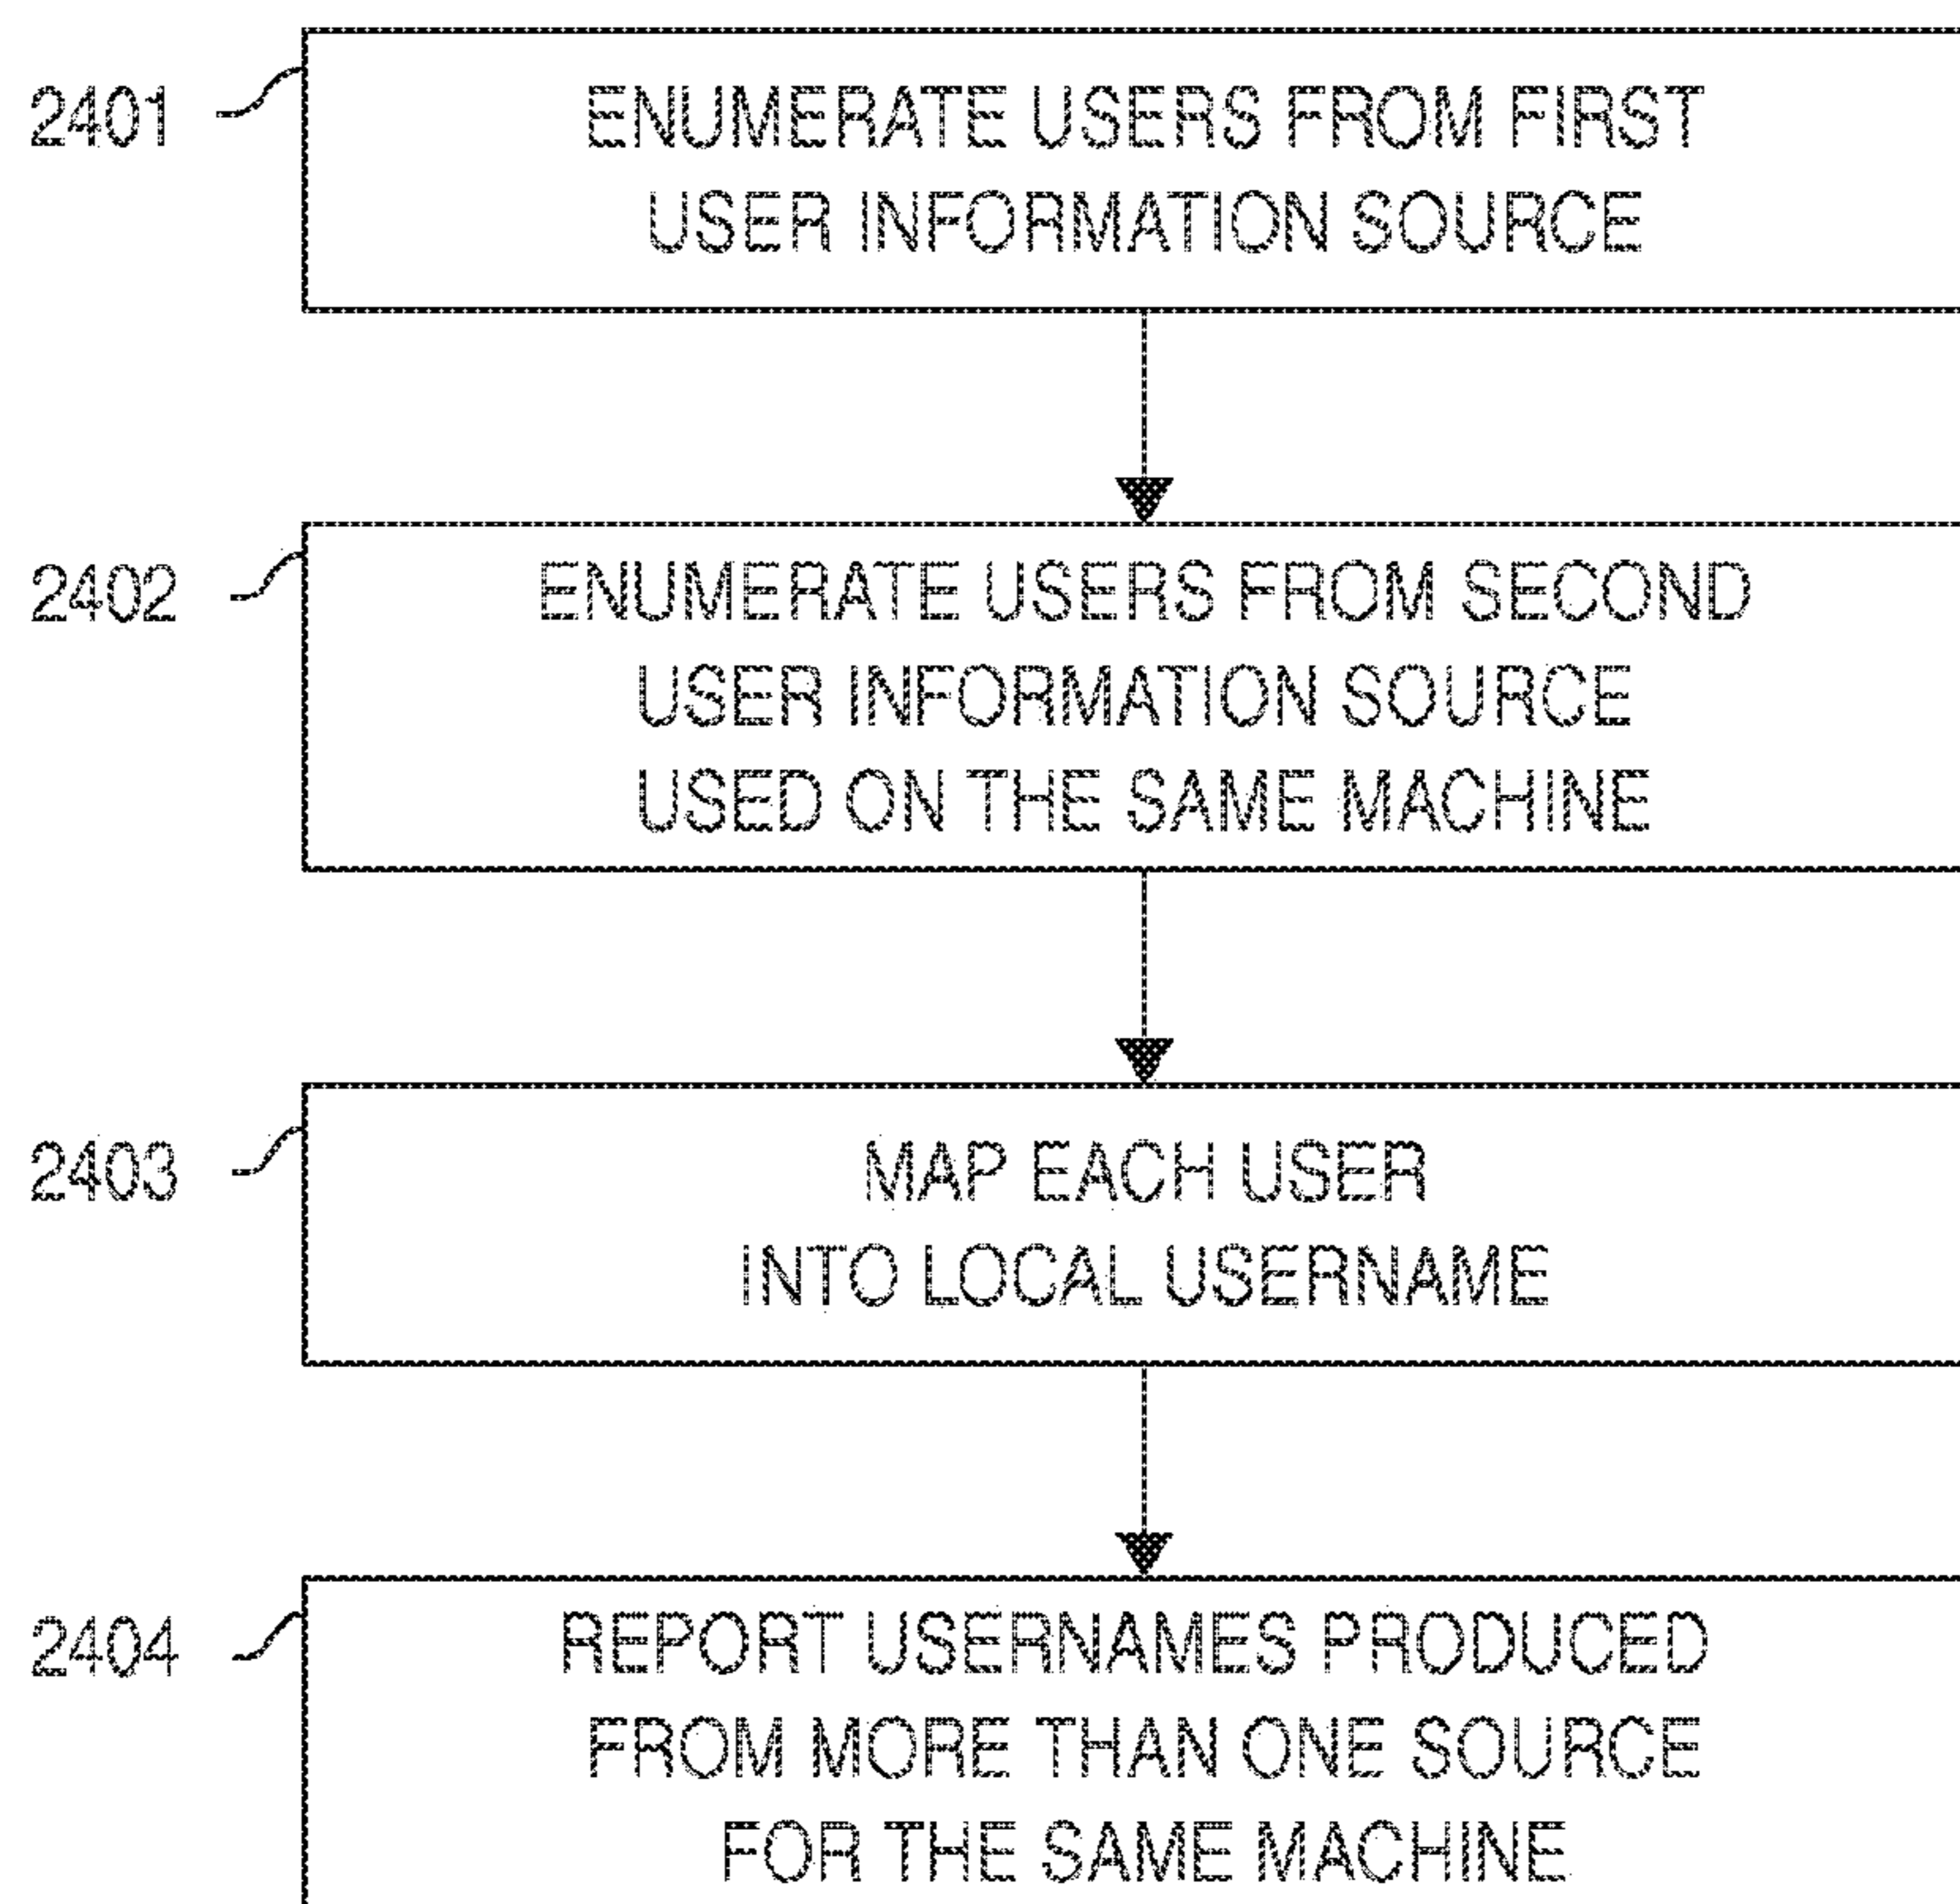 2401
ENUMERATE USERS FROM FIRST
USER INFORMATION SOURCE
2402
ENUMERATE USERS FROM SECOND
USER INFORMATION SOURCE
USED ON THE SAME MACHINE
2403
MAP EACH USER
INTO LOCAL USERNAME
2404
REPORT USERNAMES PRODUCED
FROM MORE THAN ONE SOURCE
FOR THE SAME MACHINE